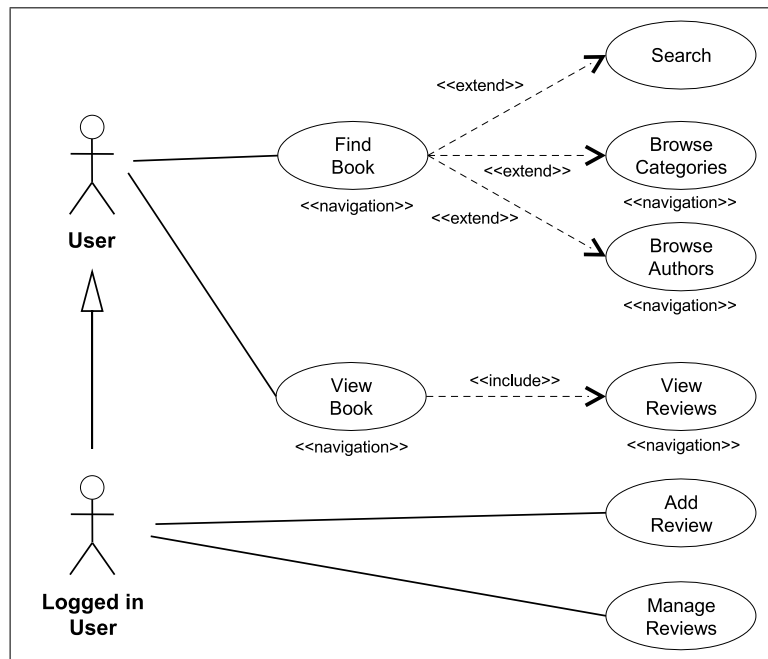 Search
<<extend>>
Find
Book
<<navigation>>
Browse
Categories
<<extend>>
<<navigation>>
<<extend>>
User
Browse
Authors
<<navigation>>
View
Book
<<navigation>>
<<include>>
View
Reviews
<<navigation>>
Add
Review
Logged in
User
Manage
Reviews